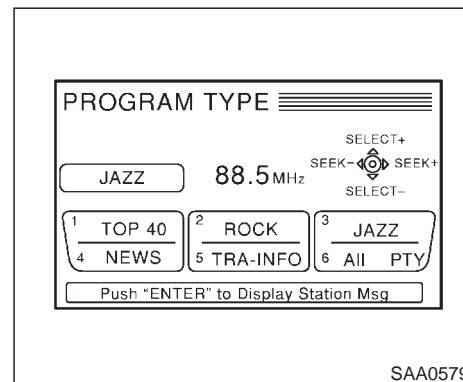 PROGRAM TYPE
SELECT+
SEEK- SEEK+
JAZZ 88.5MHz
SELECT-
1 TOP 40 2 ROCK 3 JAZZ
4 NEWS 5 TRA-INFO 6 All PTY
Push "ENTER" to Display Station Msg
SAA0579